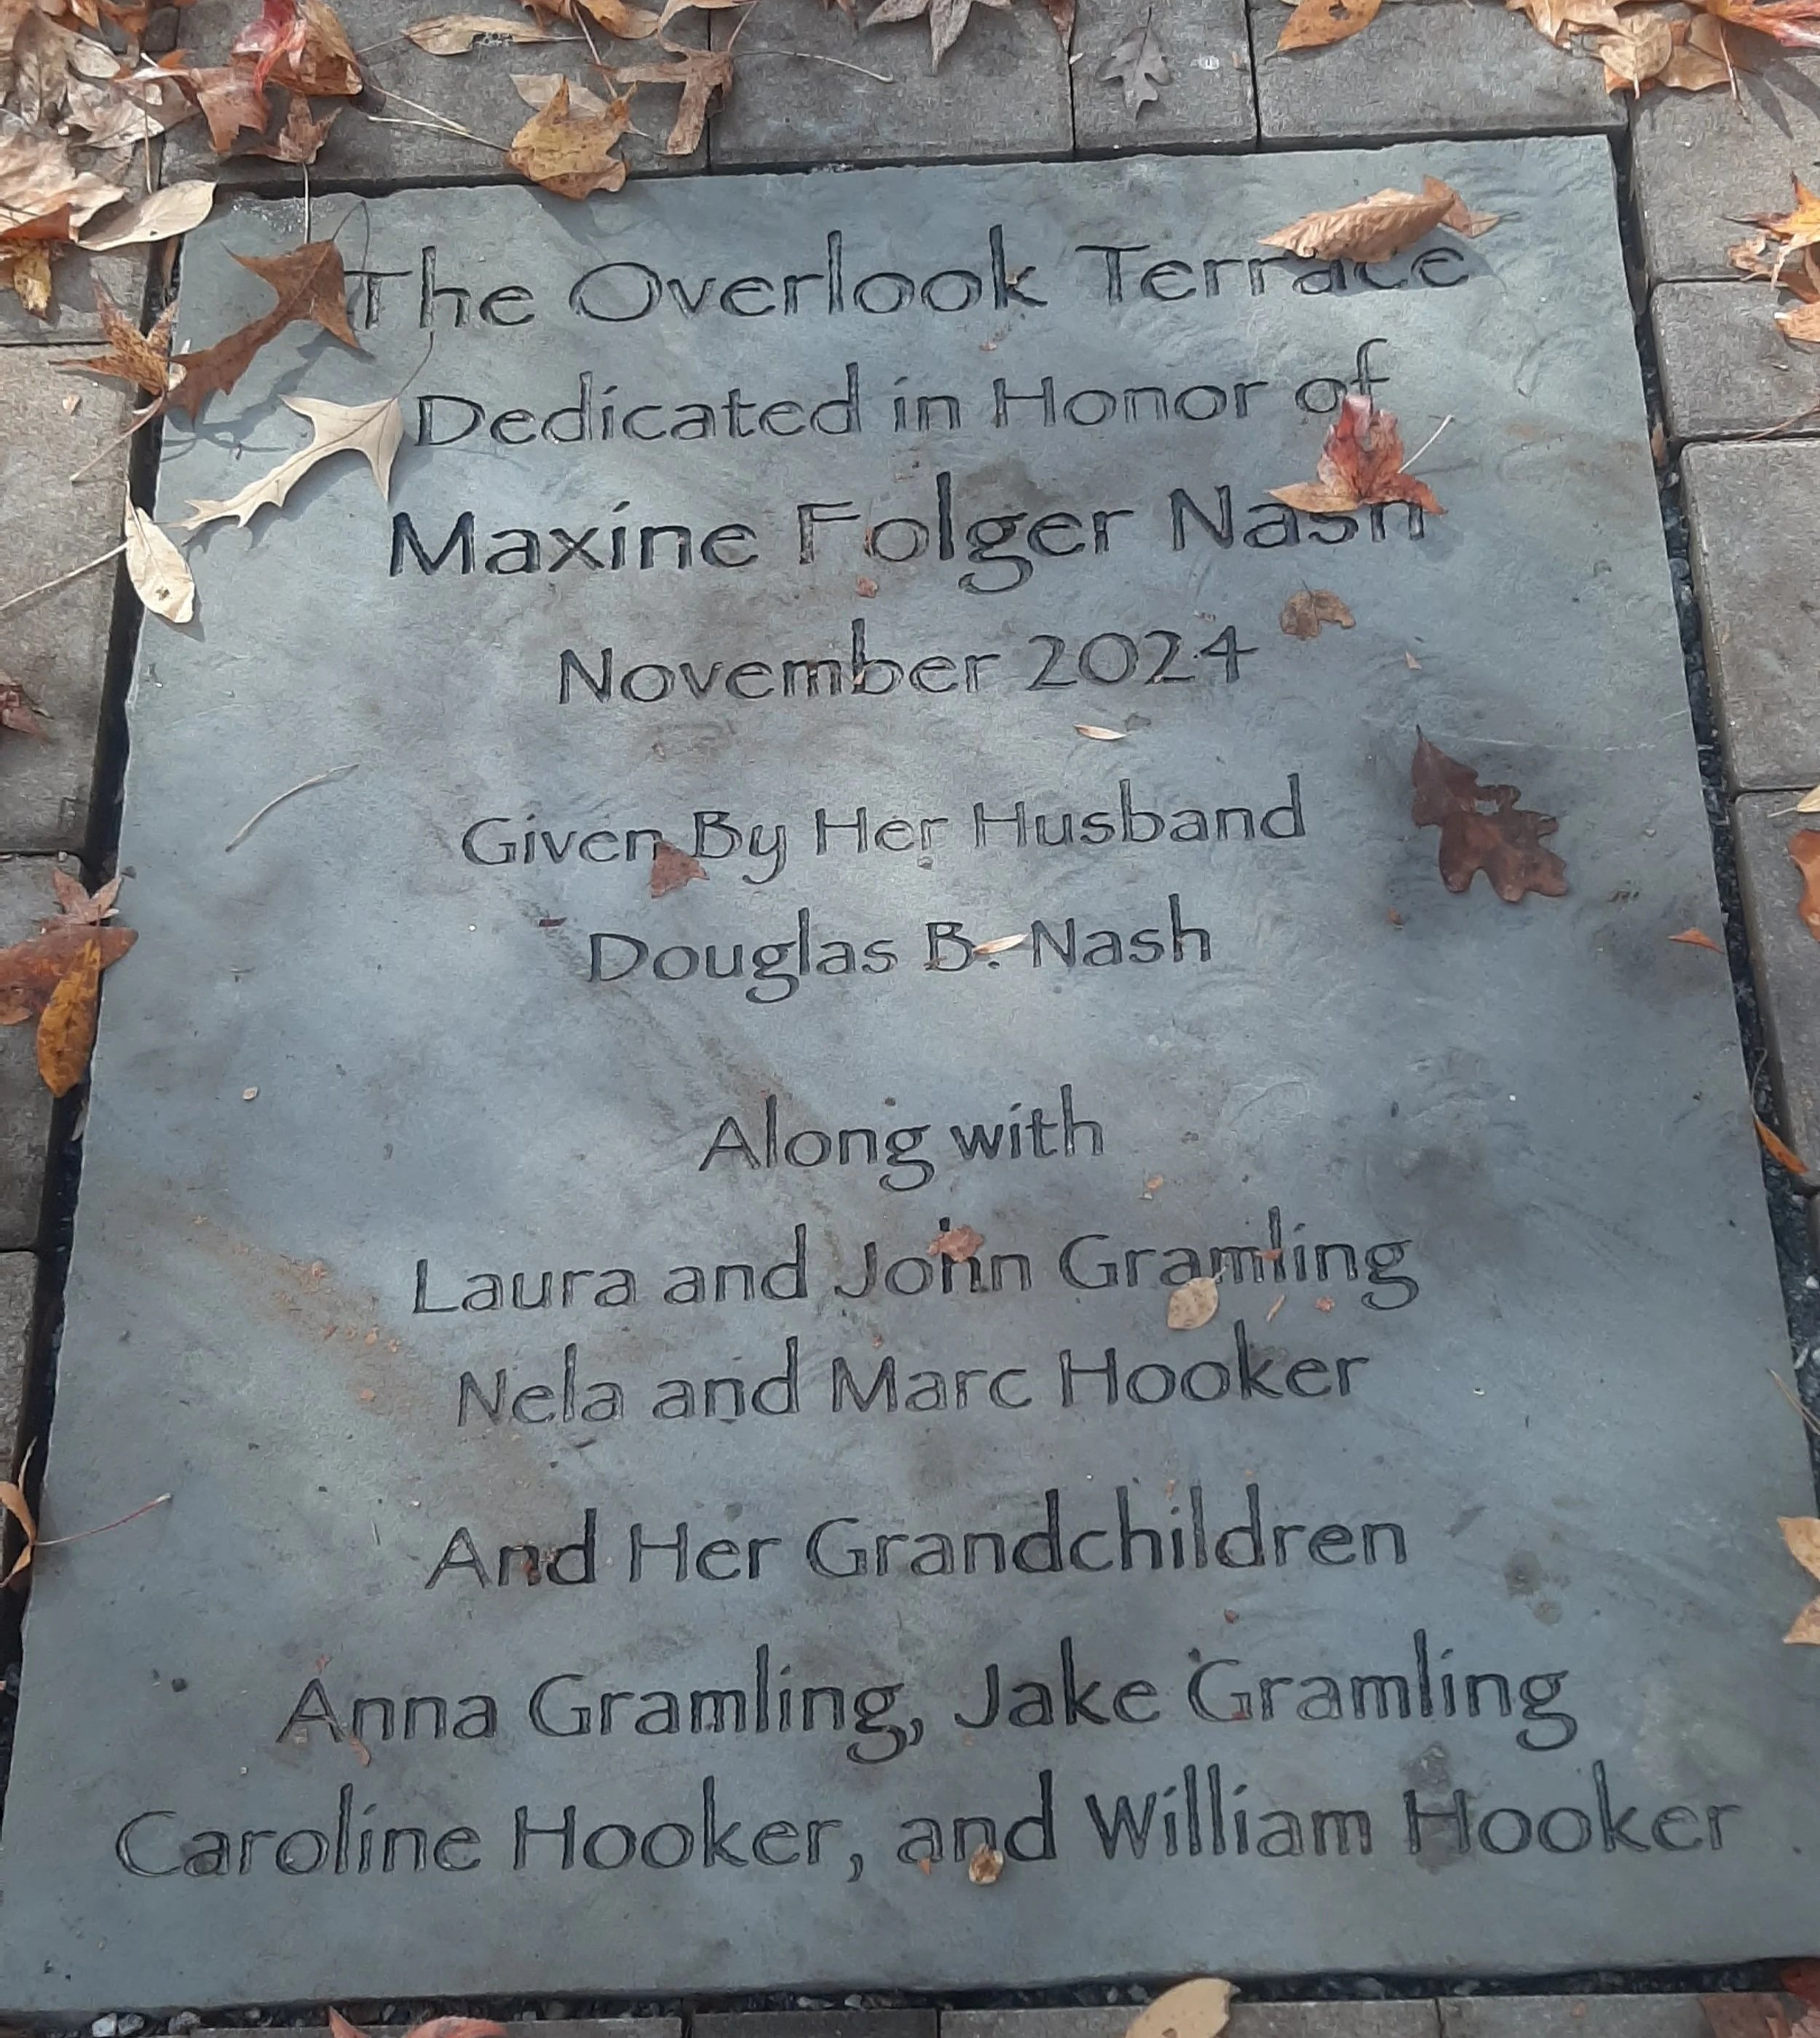 The Overlook Terrace
Dedicated in Honor of
Maxine Folger Nash
November 2024
Given By Her Husband
Douglas B. Nash
Along with
Laura and John Gramling
Nela and Marc Hooker
And Her Grandchildren
Anna Gramling, Jake Gramling
Caroline Hooker, and William Hooker